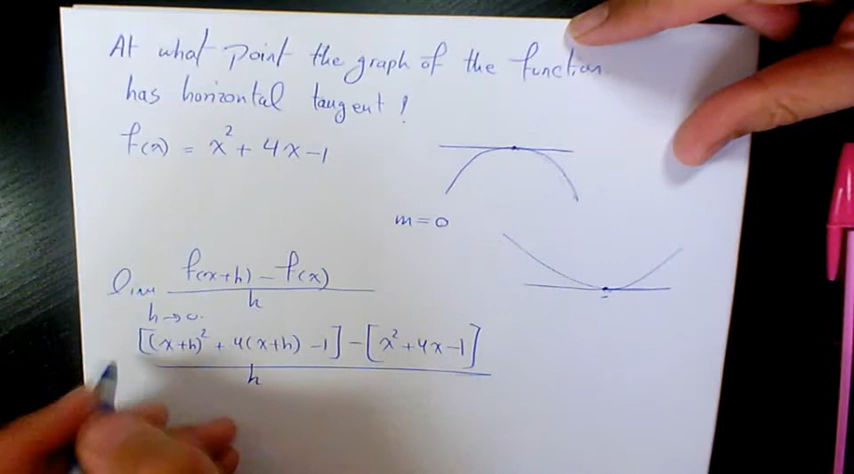 At what point the graph of the function
has horizontal tangent!
f(x) = x² + 4x - 1
m = 0
lim f(x+h) - f(x)
h→0 h
[(x+h)² + 4(x+h) - 1] - [x² + 4x - 1]
h